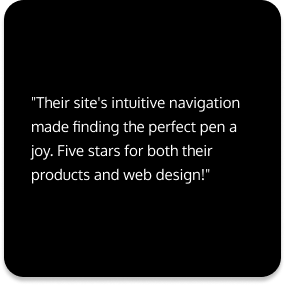 "Their site's intuitive navigation
made finding the perfect pen a
joy. Five stars for both their
products and web design!"